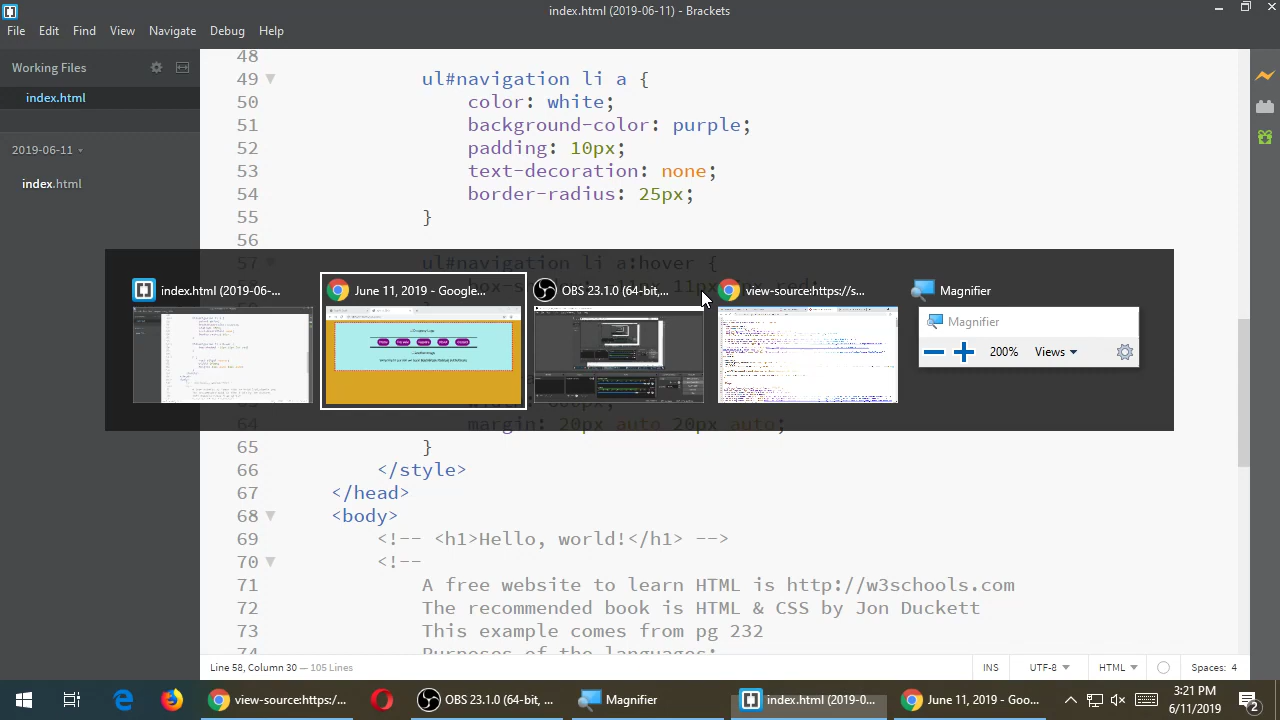 index.html (2019-06-11) - Brackets
File Edit Find View Navigate Debug Help
Working Files
index.html
2019-06-11
index.html
48
49 ul#navigation li a {
50 color: white;
51 background-color: purple;
52 padding: 10px;
53 text-decoration: none;
54 border-radius: 25px;
55 }
56
57 ul#navigation li a:hover {
index.html (2019-06-...
June 11, 2019 - Google...
OBS 23.1.0 (64-bit,...
view-source:https://s...
Magnifier
Magnifier
200% Views
64 margin: 20px auto 20px auto;
65 }
66 </style>
67 </head>
68 <body>
69 <!-- <h1>Hello, world!</h1> -->
70 <!--
71 A free website to learn HTML is http://w3schools.com
72 The recommended book is HTML & CSS by Jon Duckett
73 This example comes from pg 232
74 Purposes of the languages:
Line 58, Column 30 — 105 Lines
INS UTF-8 HTML Spaces: 4
view-source:https:/...
OBS 23.1.0 (64-bit, ...
Magnifier
index.html (2019-0...
June 11, 2019 - Goo...
3:21 PM
6/11/2019
2